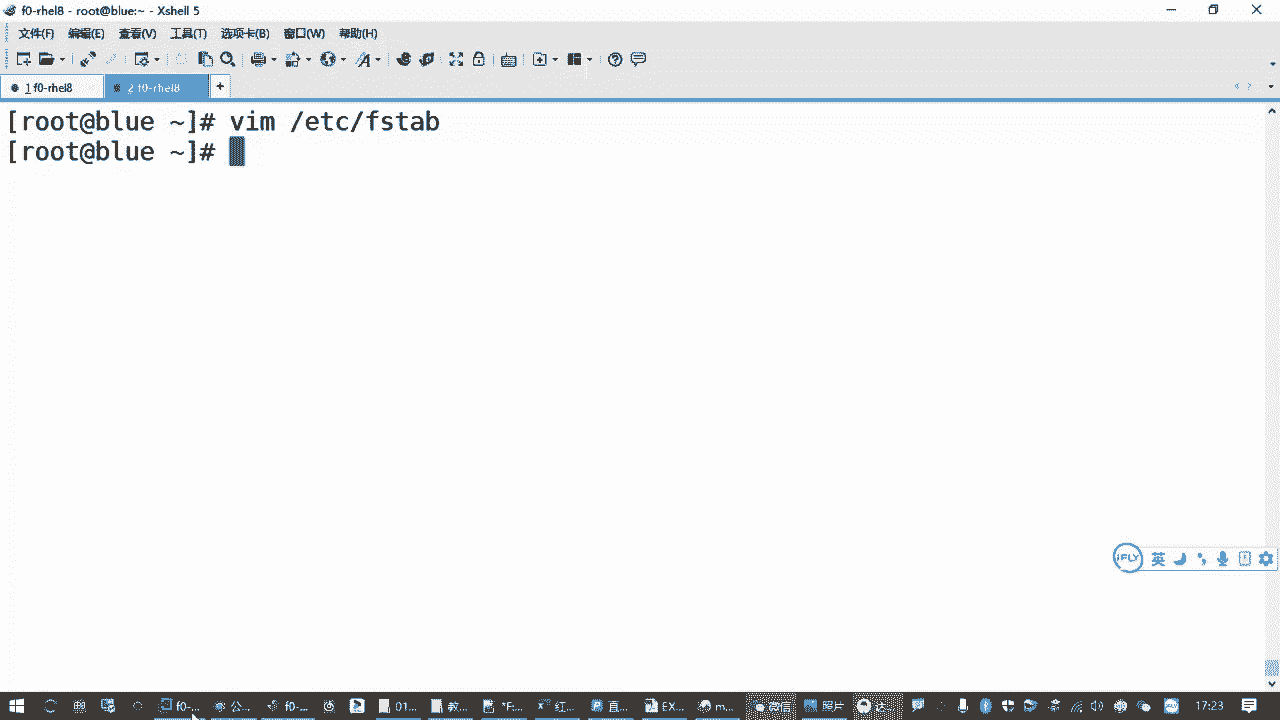 f0-rhel8 - root@blue:~ - Xshell 5
文件(F) 编辑(E) 查看(V) 工具(T) 选项卡(B) 窗口(W) 帮助(H)
1 f0-rhel8 2 f0-rhel8 +
[root@blue ~]# vim /etc/fstab
[root@blue ~]#
iFLY 英
f0-... 公... f0-... 01... 教... *F... 红... 直... EX... m... 微信 照片 17:23